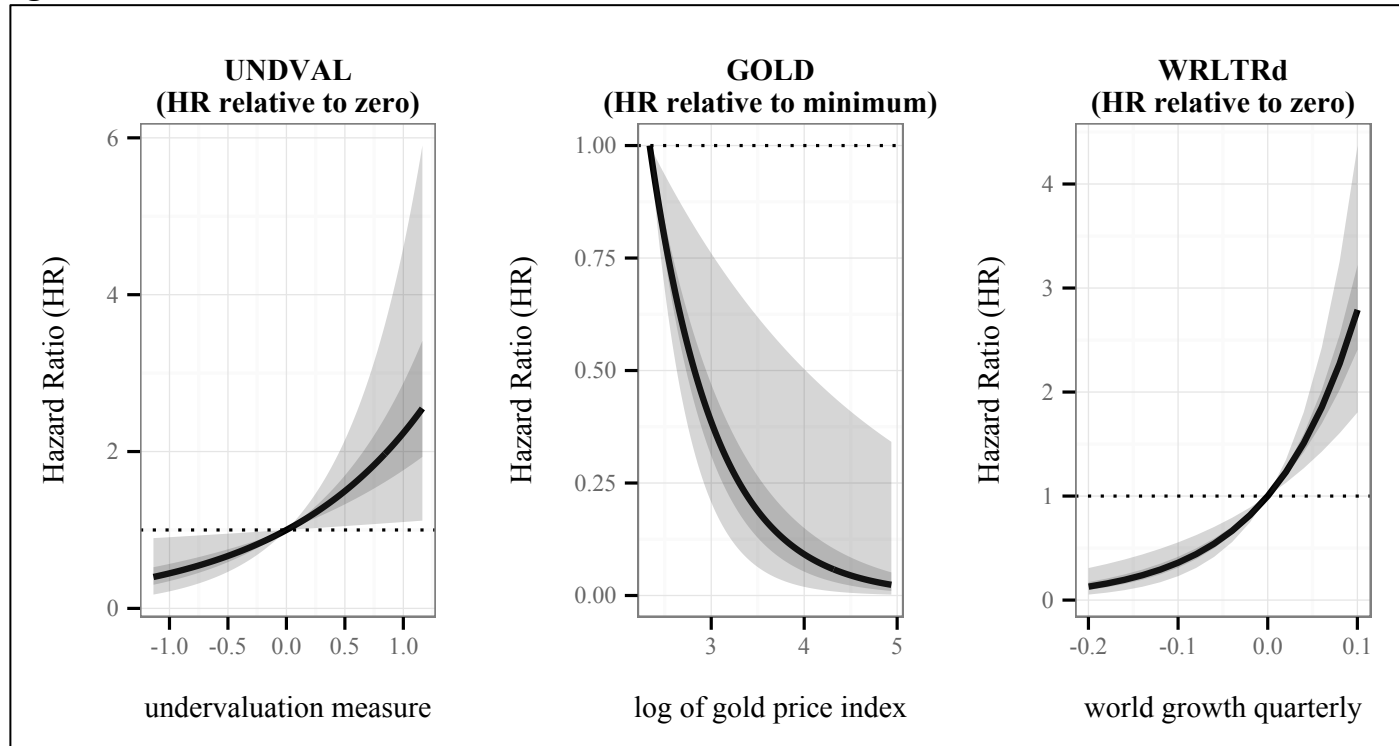 UNDVAL
(HR relative to zero)
6
4
2
0
Hazard Ratio (HR)
-1.0 -0.5 0.0 0.5 1.0
undervaluation measure
GOLD
(HR relative to minimum)
1.00
0.75
0.50
0.25
0.00
Hazard Ratio (HR)
3 4 5
log of gold price index
WRLTRd
(HR relative to zero)
4
3
2
1
0
Hazard Ratio (HR)
-0.2 -0.1 0.0 0.1
world growth quarterly